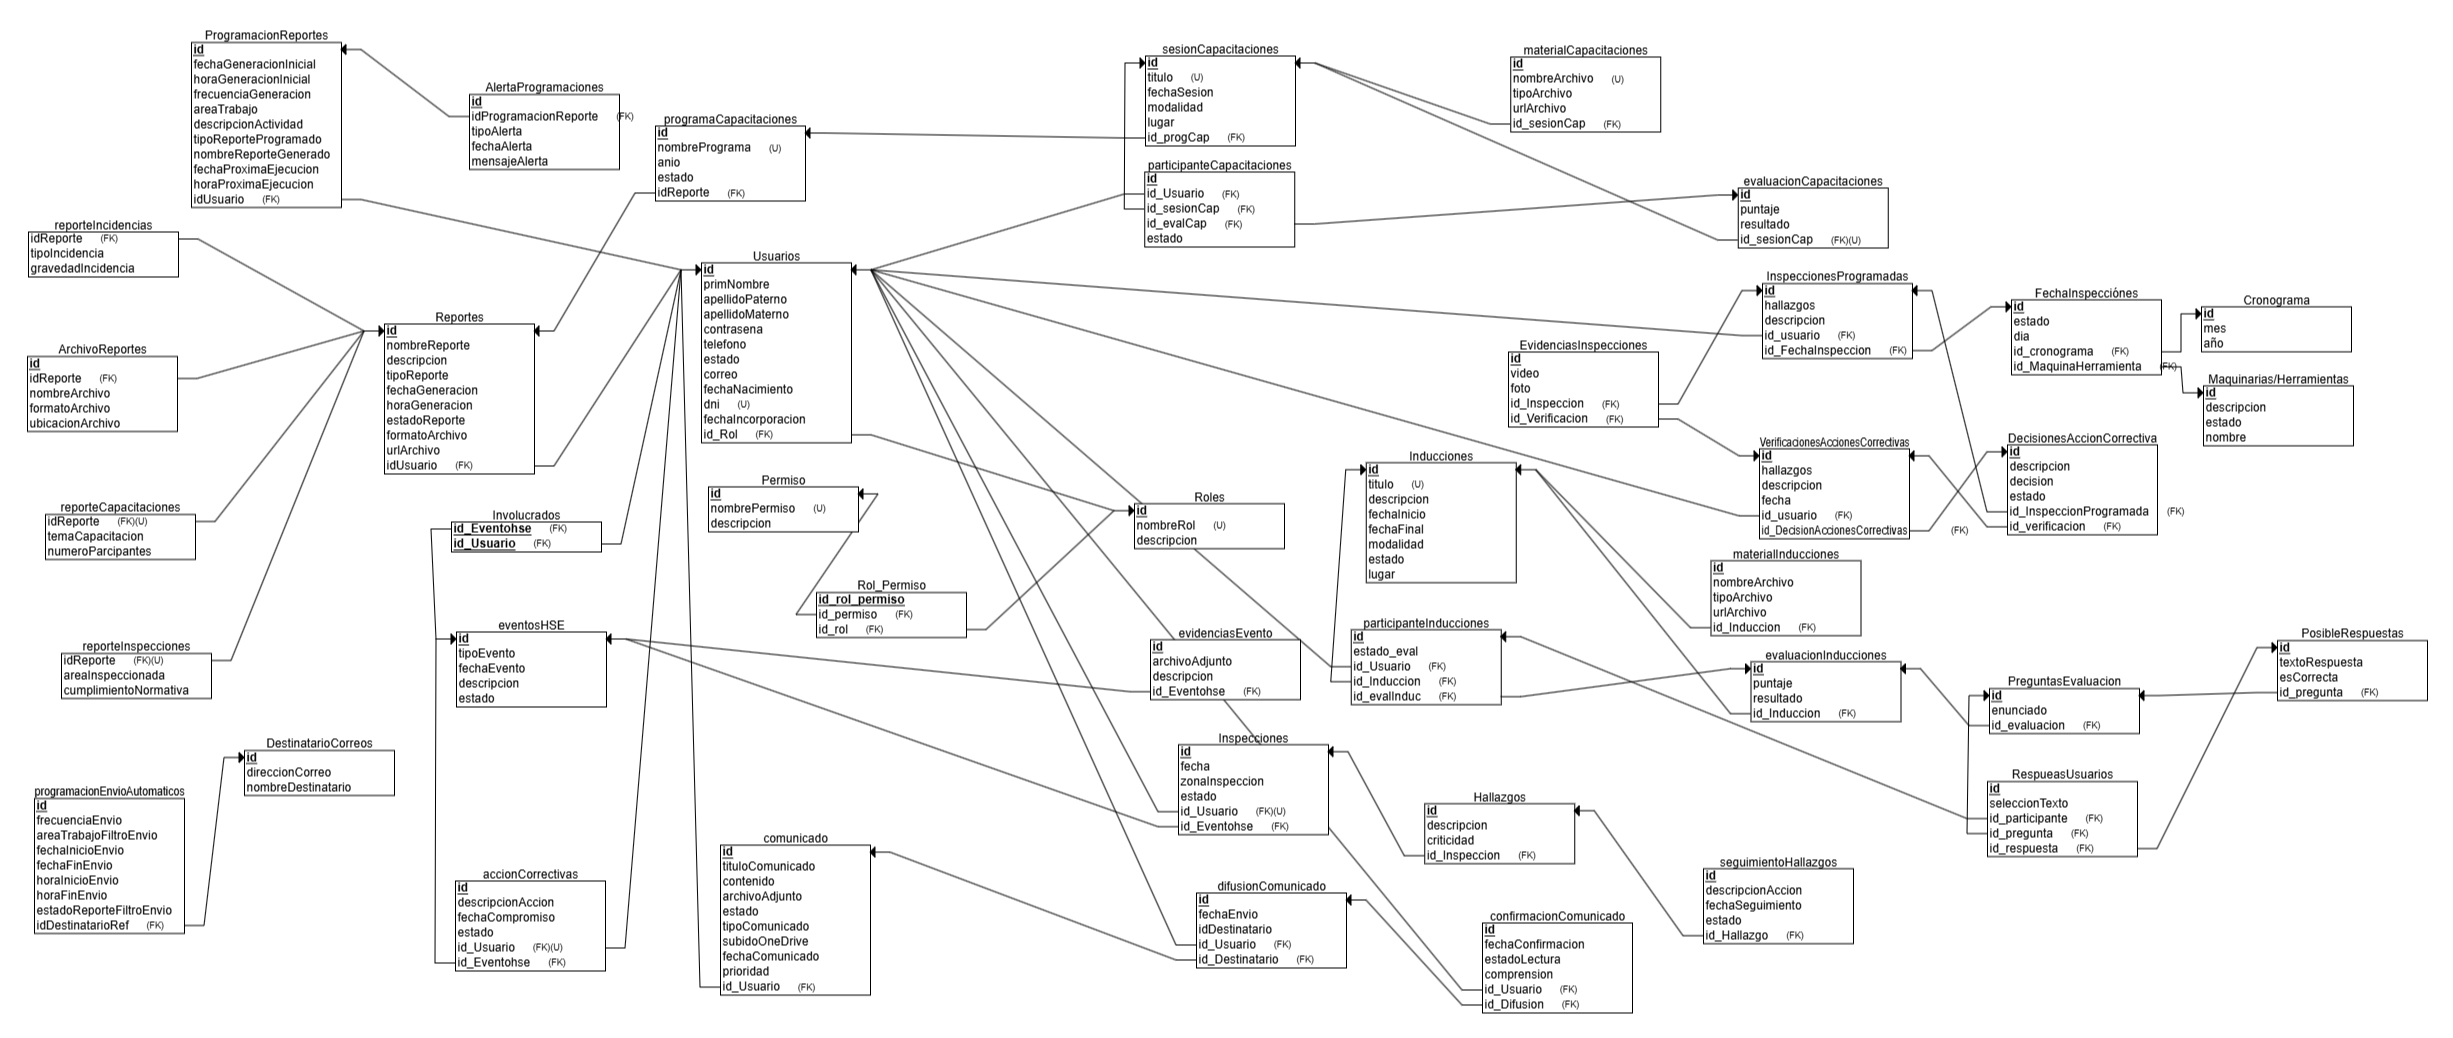 ProgramacionReportes
id
fechaGeneracionInicial
horaGeneracionInicial
frecuenciaGeneracion
areaTrabajo
descripcionActividad
tipoReporteProgramado
nombreReporteGenerado
fechaProximaEjecucion
horaProximaEjecucion
idUsuario (FK)
AlertaProgramaciones
id
idProgramacionReporte (FK)
tipoAlerta
fechaAlerta
mensajeAlerta
programaCapacitaciones
id
nombrePrograma (U)
anio
estado
idReporte (FK)
sesionCapacitaciones
id
titulo (U)
fechaSesion
modalidad
lugar
id_progCap (FK)
materialCapacitaciones
id
nombreArchivo (U)
tipoArchivo
urlArchivo
id_sesionCap (FK)
participanteCapacitaciones
id
id_Usuario (FK)
id_sesionCap (FK)
id_evalCap (FK)
estado
evaluacionCapacitaciones
id
puntaje
resultado
id_sesionCap (FK)(U)
reporteIncidencias
idReporte (FK)
tipoIncidencia
gravedadIncidencia
Usuarios
id
primNombre
apellidoPaterno
apellidoMaterno
contrasena
telefono
estado
correo
fechaNacimiento
dni (U)
fechaIncorporacion
id_Rol (FK)
InspeccionesProgramadas
id
hallazgos
descripcion
id_usuario (FK)
id_FechaInspeccion (FK)
FechaInspecciónes
id
estado
dia
id_cronograma (FK)
id_MaquinaHerramienta (FK)
Cronograma
id
mes
año
Reportes
id
nombreReporte
descripcion
tipoReporte
fechaGeneracion
horaGeneracion
estadoReporte
formatoArchivo
urlArchivo
idUsuario (FK)
ArchivoReportes
id
idReporte (FK)
nombreArchivo
formatoArchivo
ubicacionArchivo
EvidenciasInspecciones
id
video
foto
id_Inspeccion (FK)
id_Verificacion (FK)
Maquinarias/Herramientas
id
descripcion
estado
nombre
VerificacionesAccionesCorrectivas
id
hallazgos
descripcion
fecha
id_usuario (FK)
id_DecisionAccionesCorrectivas (FK)
DecisionesAccionCorrectiva
id
descripcion
decision
estado
id_InspeccionProgramada (FK)
id_verificacion (FK)
Inducciones
id
titulo (U)
descripcion
fechaInicio
fechaFinal
modalidad
estado
lugar
Permiso
id
nombrePermiso (U)
descripcion
Roles
id
nombreRol (U)
descripcion
reporteCapacitaciones
idReporte (FK)(U)
temaCapacitacion
numeroParcipantes
Involucrados
id_Eventohse (FK)
id_Usuario (FK)
materialInducciones
id
nombreArchivo
tipoArchivo
urlArchivo
id_Induccion (FK)
Rol_Permiso
id_rol_permiso
id_permiso (FK)
id_rol (FK)
eventosHSE
id
tipoEvento
fechaEvento
descripcion
estado
evidenciasEvento
id
archivoAdjunto
descripcion
id_Eventohse (FK)
participanteInducciones
id
estado_eval
id_Usuario (FK)
id_Induccion (FK)
id_evalInduc (FK)
evaluacionInducciones
id
puntaje
resultado
id_Induccion (FK)
PosibleRespuestas
id
textoRespuesta
esCorrecta
id_pregunta (FK)
PreguntasEvaluacion
id
enunciado
id_evaluacion (FK)
reporteInspecciones
idReporte (FK)(U)
areaInspeccionada
cumplimientoNormativa
DestinatarioCorreos
id
direccionCorreo
nombreDestinatario
programacionEnvioAutomaticos
id
frecuenciaEnvio
areaTrabajoFiltroEnvio
fechaInicioEnvio
fechaFinEnvio
horaInicioEnvio
horaFinEnvio
estadoReporteFiltroEnvio
idDestinatarioRef (FK)
Inspecciones
id
fecha
zonaInspeccion
estado
id_Usuario (FK)(U)
id_Eventohse (FK)
RespueasUsuarios
id
seleccionTexto
id_participante (FK)
id_pregunta (FK)
id_respuesta (FK)
Hallazgos
id
descripcion
criticidad
id_Inspeccion (FK)
comunicado
id
tituloComunicado
contenido
archivoAdjunto
estado
tipoComunicado
subidoOneDrive
fechaComunicado
prioridad
id_Usuario (FK)
accionCorrectivas
id
descripcionAccion
fechaCompromiso
estado
id_Usuario (FK)(U)
id_Eventohse (FK)
difusionComunicado
id
fechaEnvio
idDestinatario
id_Usuario (FK)
id_Destinatario (FK)
seguimientoHallazgos
id
descripcionAccion
fechaSeguimiento
estado
id_Hallazgo (FK)
confirmacionComunicado
id
fechaConfirmacion
estadoLectura
comprension
id_Usuario (FK)
id_Difusion (FK)